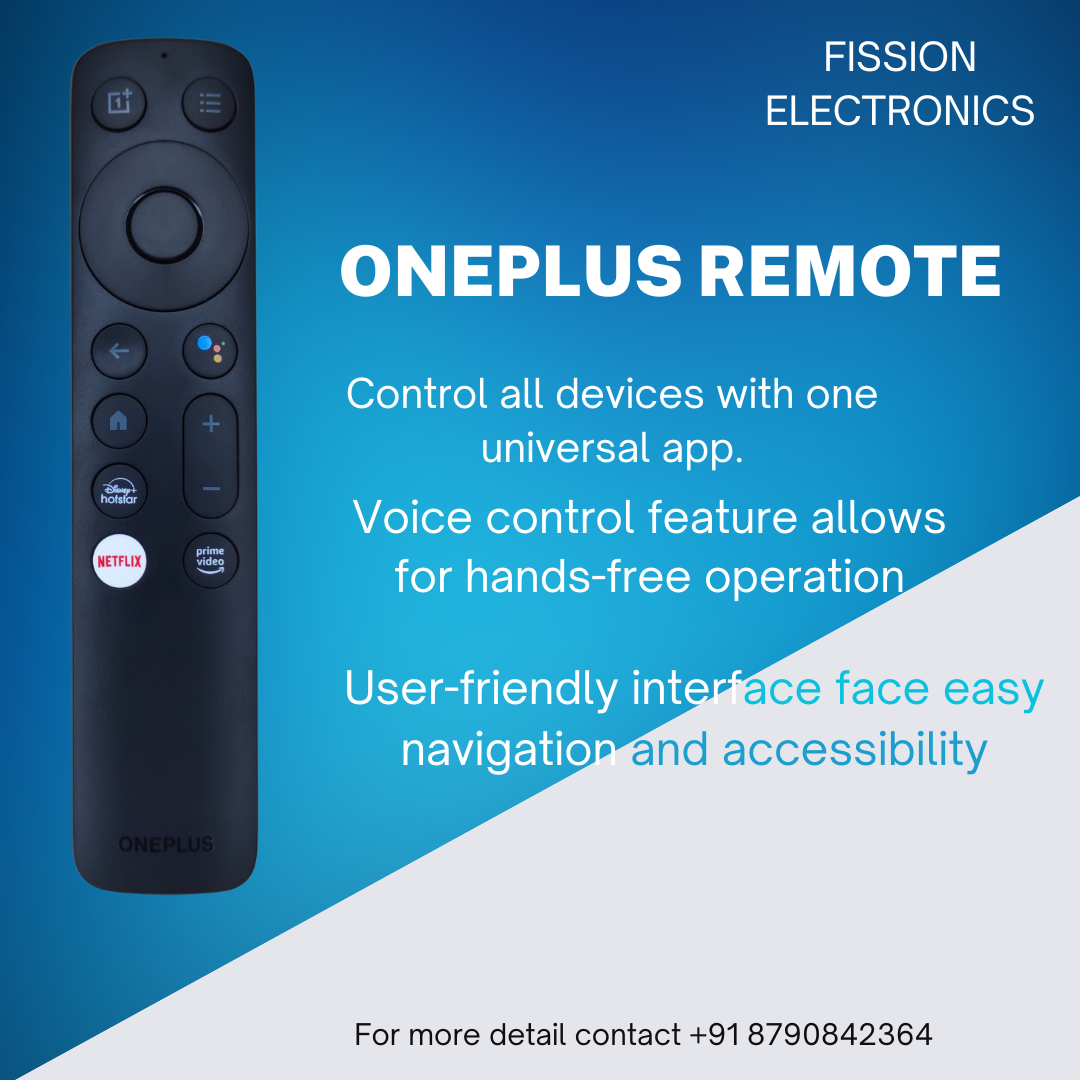 FISSION
ELECTRONICS
ONEPLUS REMOTE
Control all devices with one
universal app.
Voice control feature allows
for hands-free operation
User-friendly interface face easy
navigation and accessibility
1+
+
−
Disney+
hotstar
NETFLIX
prime
video
ONEPLUS
For more detail contact +91 8790842364